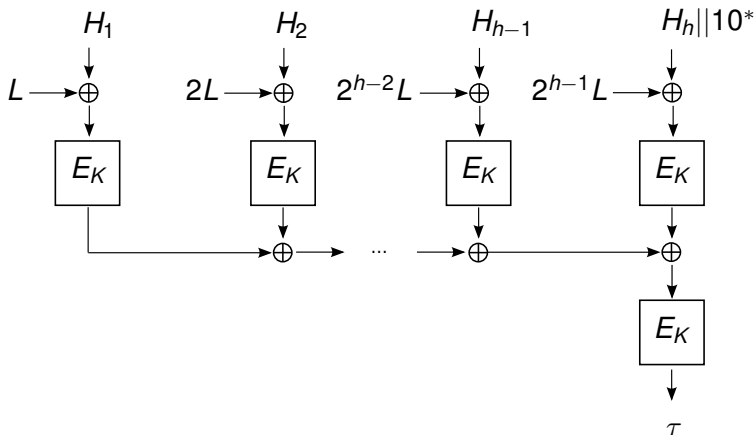 H₁ H₂ Hₕ₋₁ Hₕ||10*
L 2L 2ʰ⁻²L 2ʰ⁻¹L
Eₖ Eₖ Eₖ Eₖ
...
Eₖ
τ